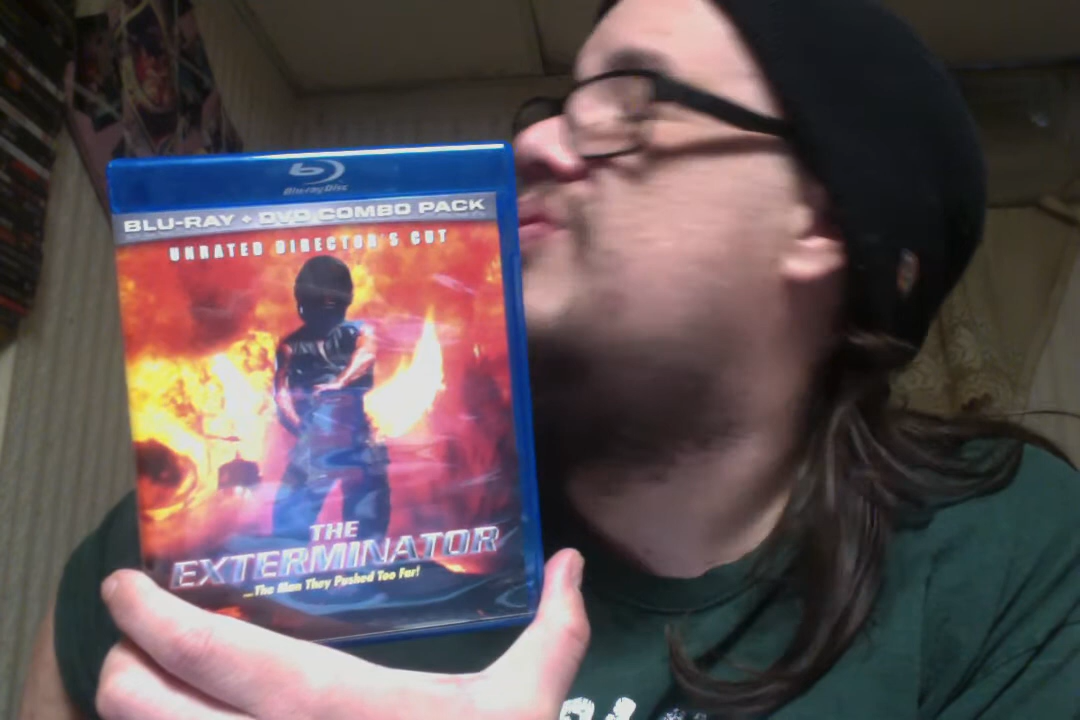 Blu-ray Disc
BLU-RAY + DVD COMBO PACK
UNRATED DIRECTOR'S CUT
THE
EXTERMINATOR
...The Man They Pushed Too Far!